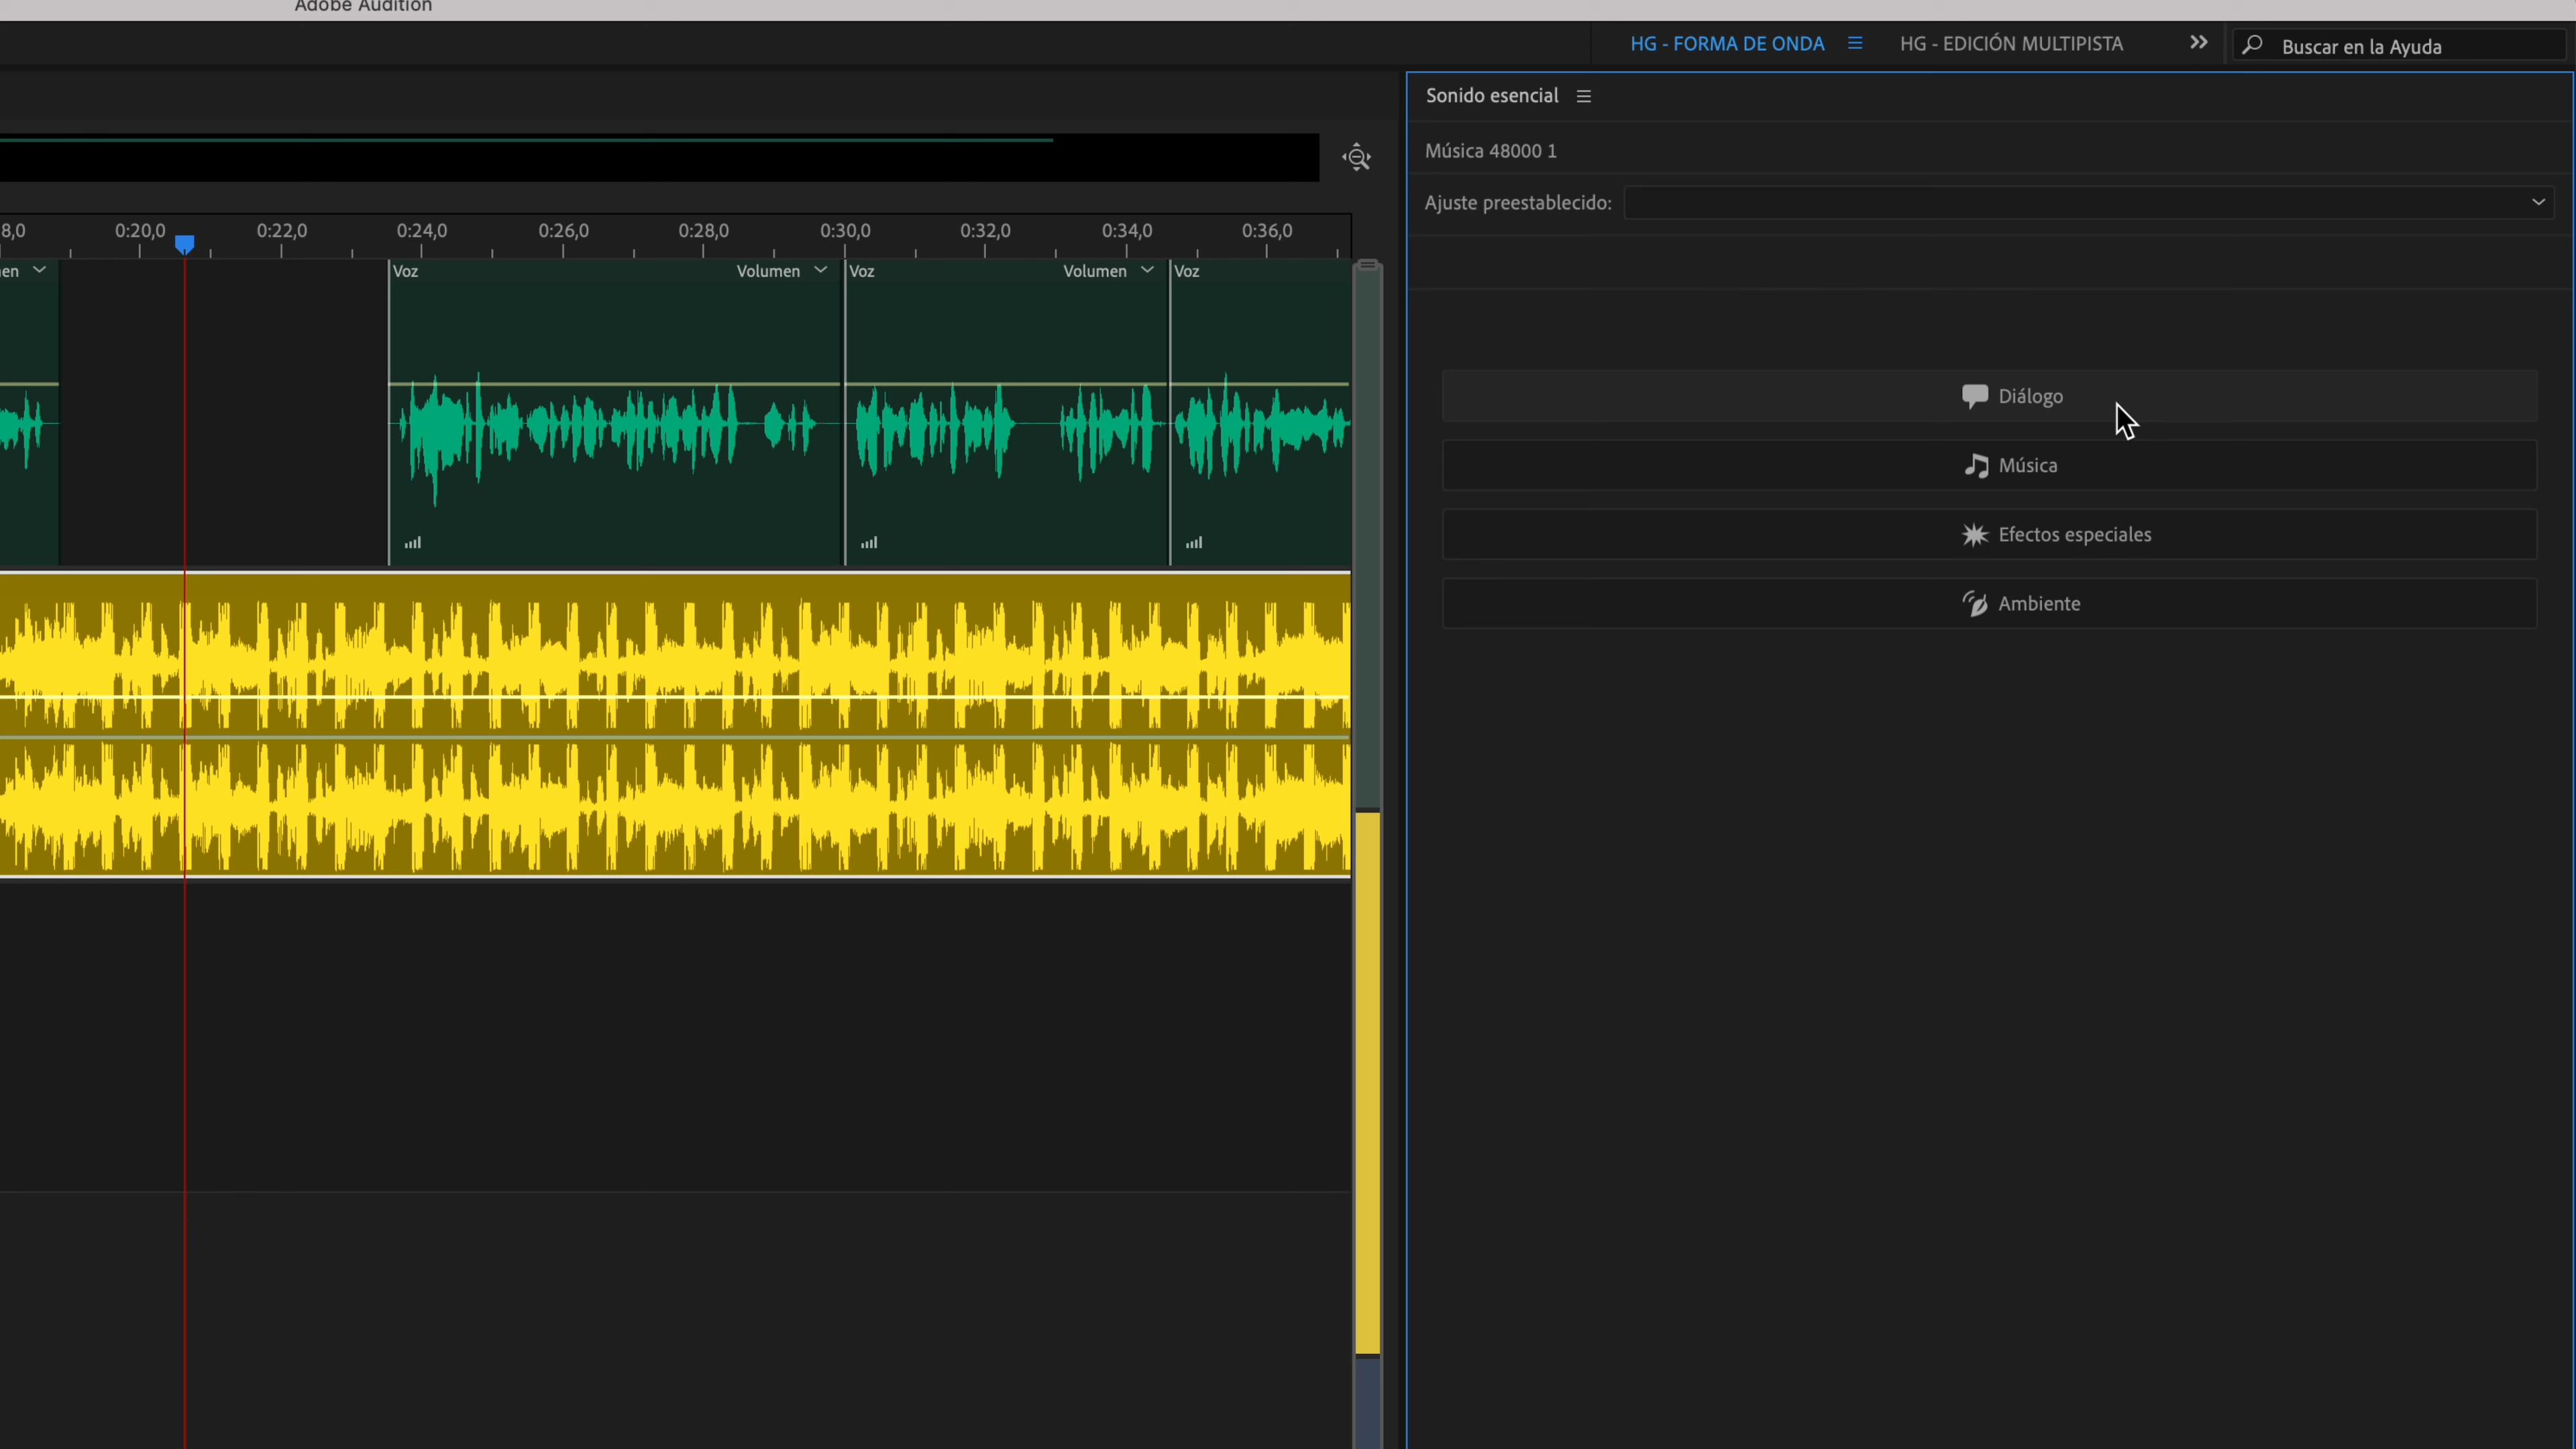 Adobe Audition
HG - FORMA DE ONDA HG - EDICIÓN MULTIPISTA Buscar en la Ayuda
Sonido esencial
Música 48000 1
Ajuste preestablecido:
8,0 0:20,0 0:22,0 0:24,0 0:26,0 0:28,0 0:30,0 0:32,0 0:34,0 0:36,0
en Voz Volumen Voz Volumen Voz
Diálogo
Música
Efectos especiales
Ambiente